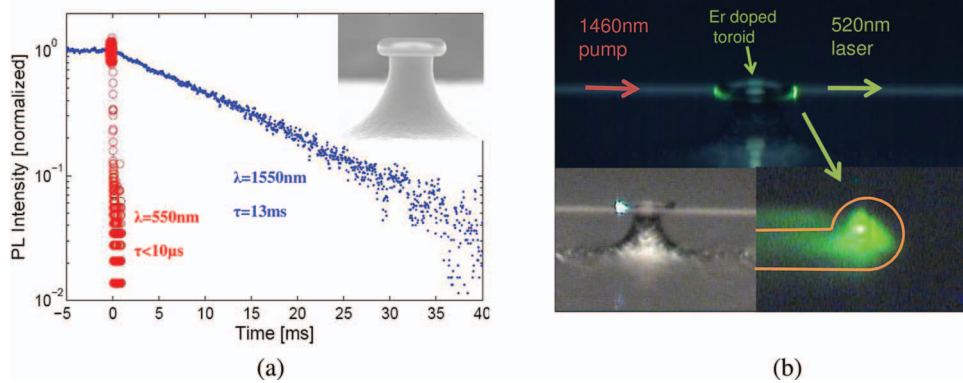 PL Intensity [normalized]
10⁰
10⁻¹
10⁻²
λ=1550nm
τ=13ms
λ=550nm
τ<10μs
-5 0 5 10 15 20 25 30 35 40
Time [ms]
(a)
b)
1460nm
pump
Er doped
toroid
520nm
laser
(b)